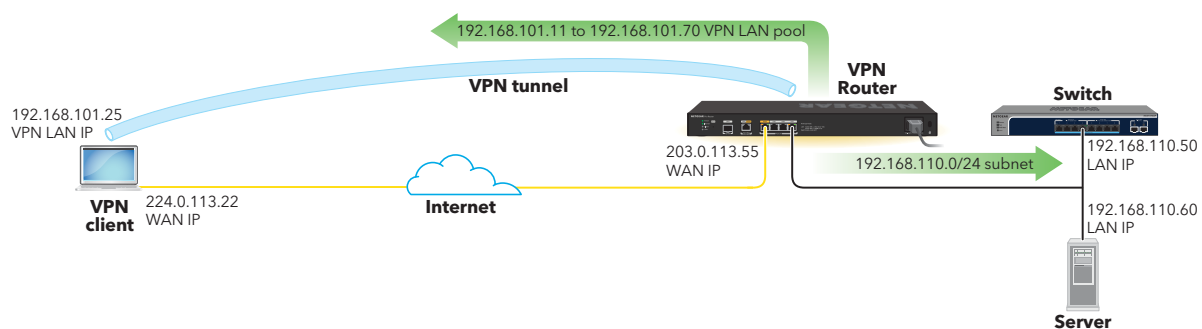 192.168.101.11 to 192.168.101.70 VPN LAN pool
VPN tunnel
VPN
Router
Switch
192.168.101.25
VPN LAN IP
NETGEAR
203.0.113.55
WAN IP
192.168.110.0/24 subnet
192.168.110.50
LAN IP
224.0.113.22
WAN IP
VPN
client
Internet
192.168.110.60
LAN IP
Server